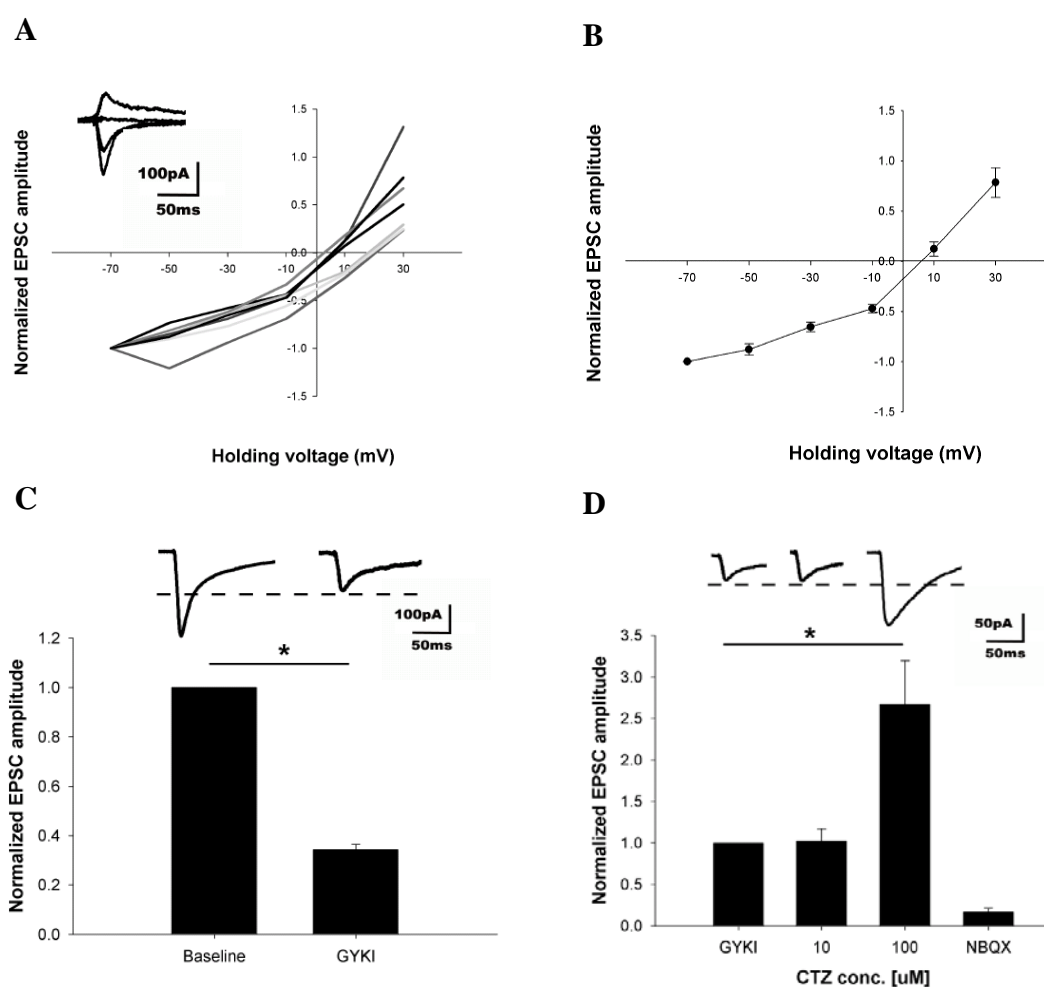 A
Normalized EPSC amplitude
100pA
50ms
1.5
1.0
0.5
0.0
-70
-50
-30
-10
10
30
-0.5
-1.0
-1.5
Holding voltage (mV)
B
Normalized EPSC amplitude
1.5
1.0
0.5
0.0
-70
-50
-30
-10
10
30
-0.5
-1.0
-1.5
Holding voltage (mV)
C
100pA
50ms
Normalized EPSC amplitude
1.2
1.0
0.8
0.6
0.4
0.2
0.0
*
Baseline
GYKI
D
50pA
50ms
Normalized EPSC amplitude
3.5
3.0
2.5
2.0
1.5
1.0
0.5
0.0
*
GYKI
10
100
NBQX
CTZ conc. [uM]